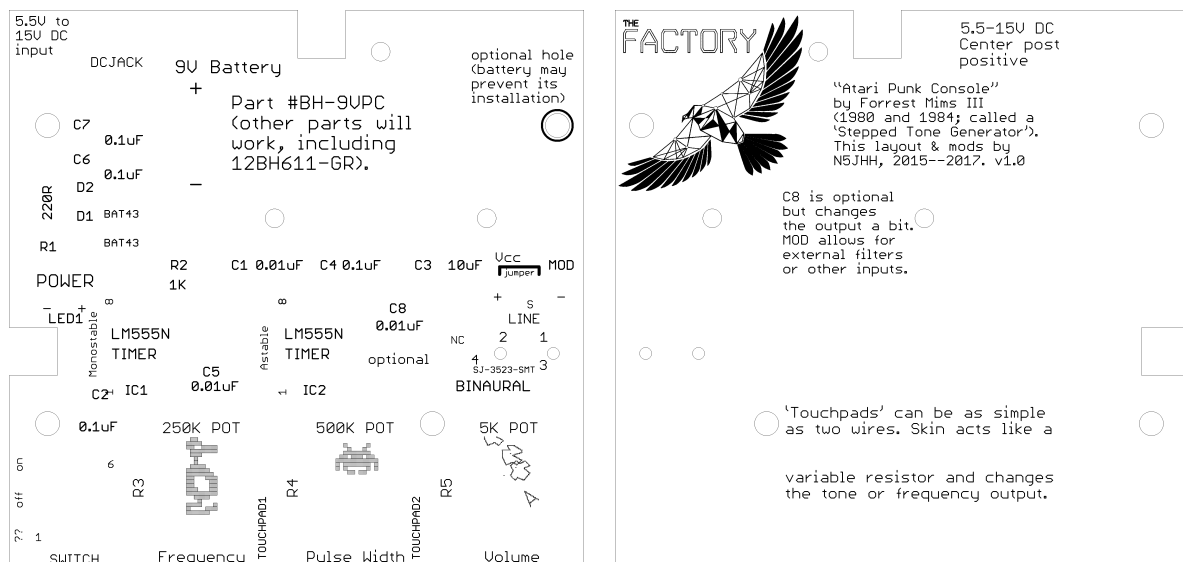 5.5V to
15V DC
input
DCJACK
9V Battery
+
optional hole
(battery may
prevent its
installation)
Part #BH-9VPC
(other parts will
work, including
12BH611-GR).
C7
0.1uF
C6
0.1uF
D2
–
220R
D1 BAT43
BAT43
R1
R2
1K
C1 0.01uF
C4 0.1uF
C3 10uF
Vcc
jumper
MOD
POWER
– +
LED1
Monostable
8
LM555N
TIMER
1
IC1
C2
0.1uF
C5
0.01uF
Astable
8
LM555N
TIMER
1
IC2
C8
0.01uF
optional
+ –
S
LINE
NC
2 1
4
3
SJ-3523-SMT
BINAURAL
250K POT
500K POT
5K POT
on
off
??
6
1
R3
R4
R5
A
TOUCHPAD1
TOUCHPAD2
SWITCH
Frequency
Pulse Width
Volume
THE
FACTORY
5.5-15V DC
Center post
positive
"Atari Punk Console"
by Forrest Mims III
(1980 and 1984; called a
'Stepped Tone Generator').
This layout & mods by
N5JHH, 2015--2017. v1.0
C8 is optional
but changes
the output a bit.
MOD allows for
external filters
or other inputs.
'Touchpads' can be as simple
as two wires. Skin acts like a
variable resistor and changes
the tone or frequency output.